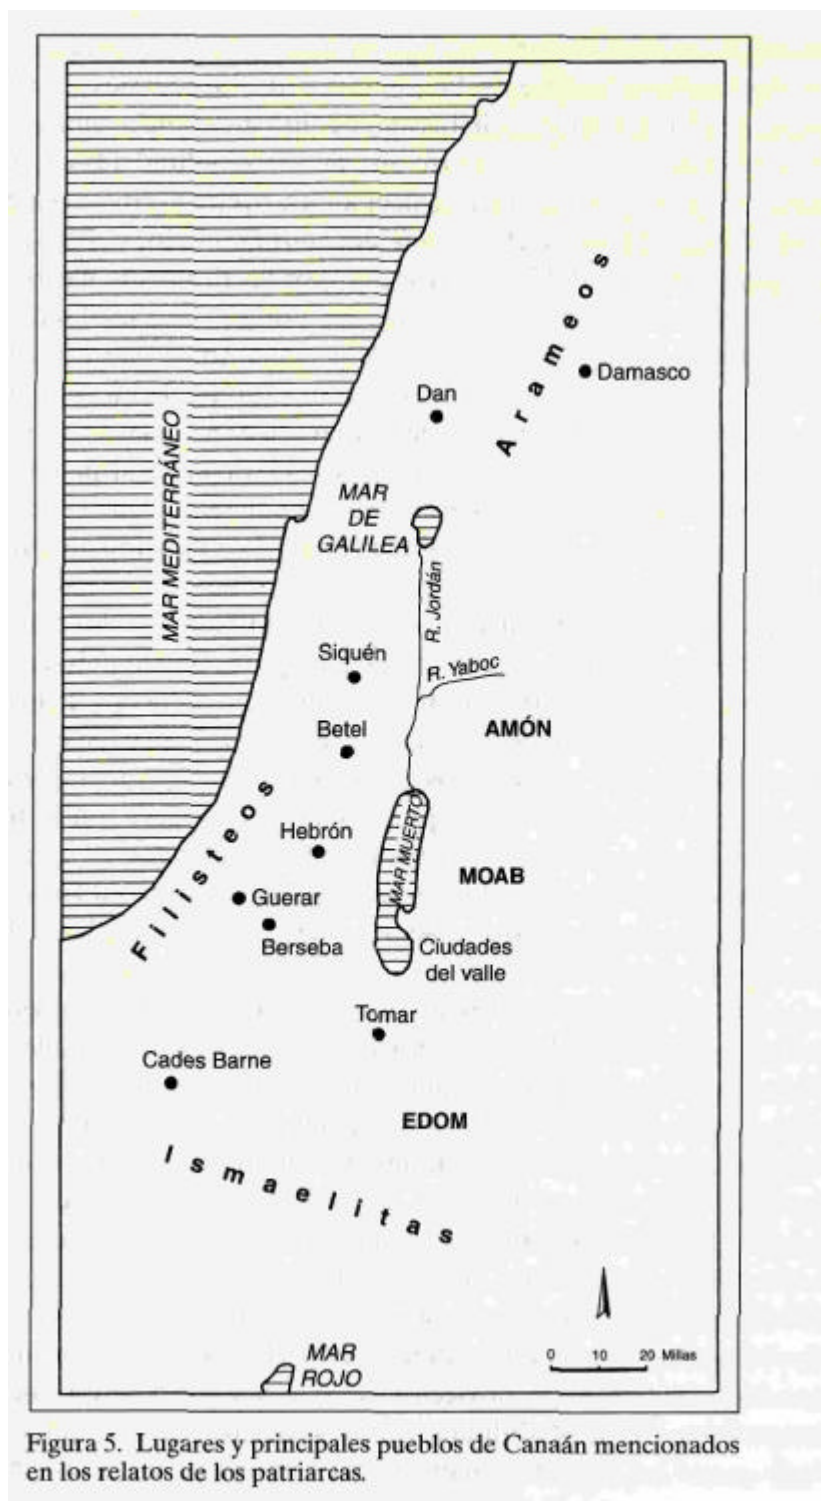 Arameos
Damasco
Dan
MAR MEDITERRÁNEO
MAR
DE
GALILEA
R. Jordán
Siquén
R. Yaboc
Betel
AMÓN
Filisteos
Hebrón
MAR MUERTO
MOAB
Guerar
Berseba
Ciudades
del valle
Tomar
Cades Barne
EDOM
Ismaelitas
MAR
ROJO
0 10 20 Millas
Figura 5. Lugares y principales pueblos de Canaán mencionados
en los relatos de los patriarcas.